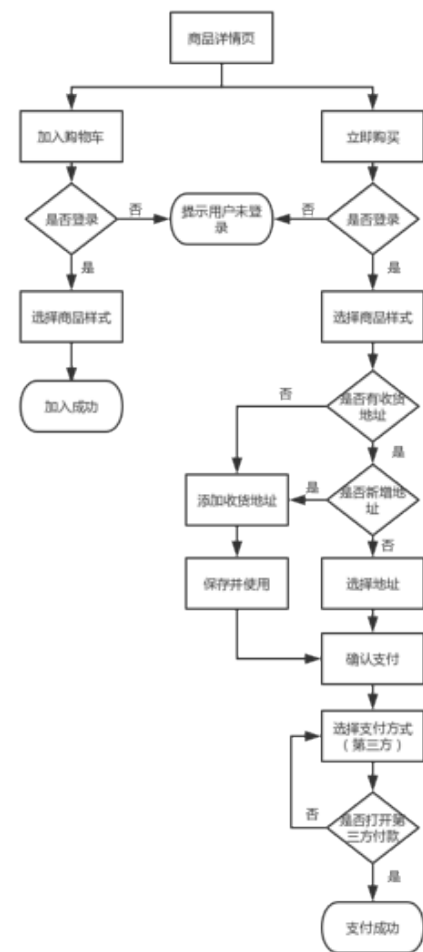 商品详情页
加入购物车
立即购买
是否登录
否
提示用户未登
录
否
是否登录
是
是
选择商品样式
选择商品样式
加入成功
否
是否有收货
地址
是
添加收货地址
是
是否新增地
址
否
保存并使用
选择地址
确认支付
选择支付方式
（第三方）
否
是否打开第
三方付款
是
支付成功